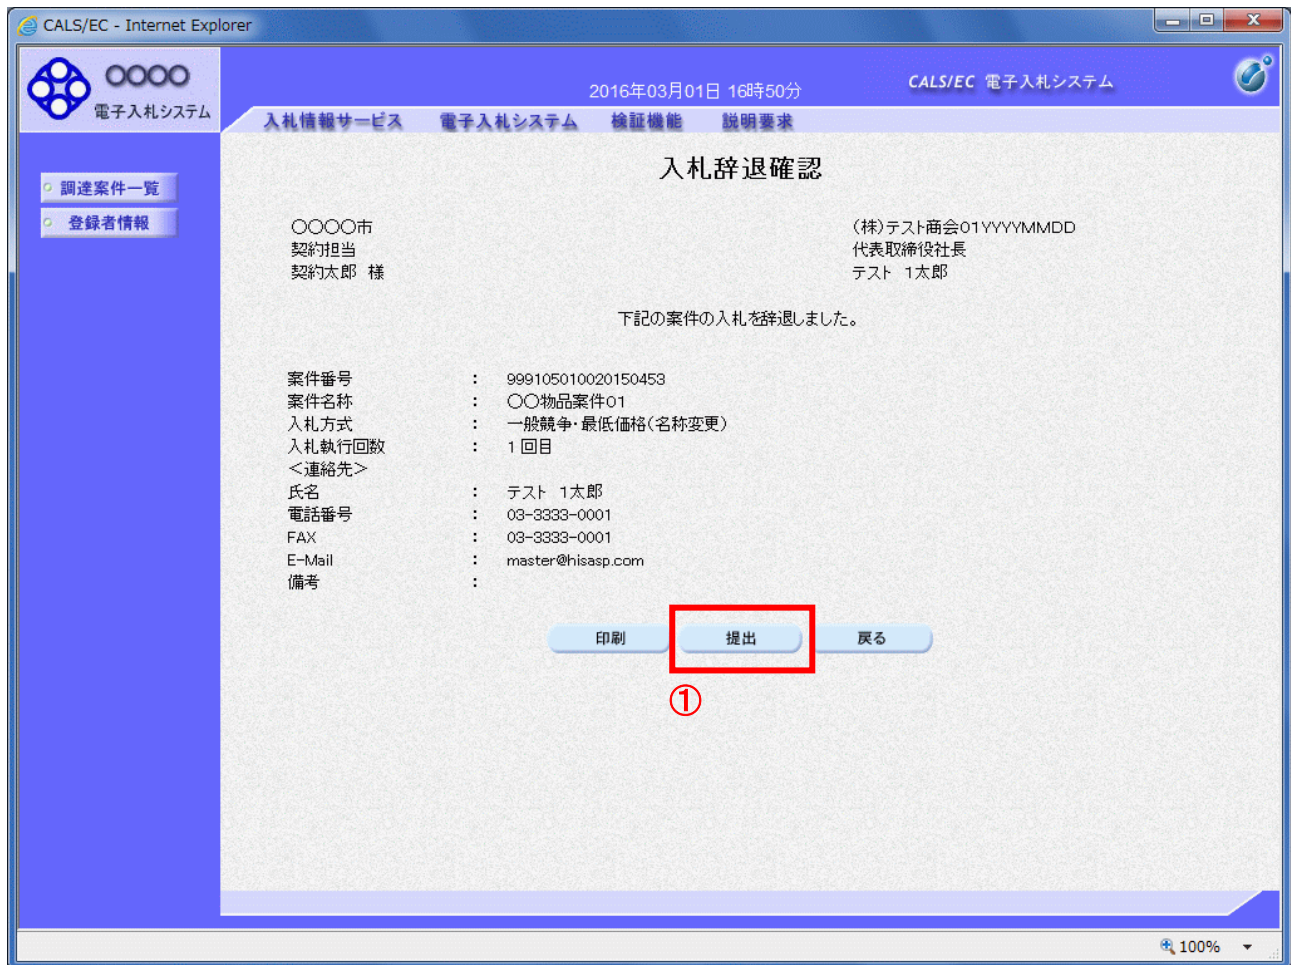 CALS/EC - Internet Explorer
○○○○
電子入札システム
2016年03月01日 16時50分
CALS/EC 電子入札システム
入札情報サービス 電子入札システム 検証機能 説明要求
調達案件一覧
登録者情報
入札辞退確認
○○○○市
契約担当
契約太郎 様
(株)テスト商会01YYYYMMDD
代表取締役社長
テスト 1太郎
下記の案件の入札を辞退しました。
案件番号 : 999105010020150453
案件名称 : ○○物品案件01
入札方式 : 一般競争・最低価格(名称変更)
入札執行回数 : 1回目
<連絡先>
氏名 : テスト 1太郎
電話番号 : 03-3333-0001
FAX : 03-3333-0001
E-Mail : master@hisasp.com
備考 :
印刷 提出 戻る
①
100%